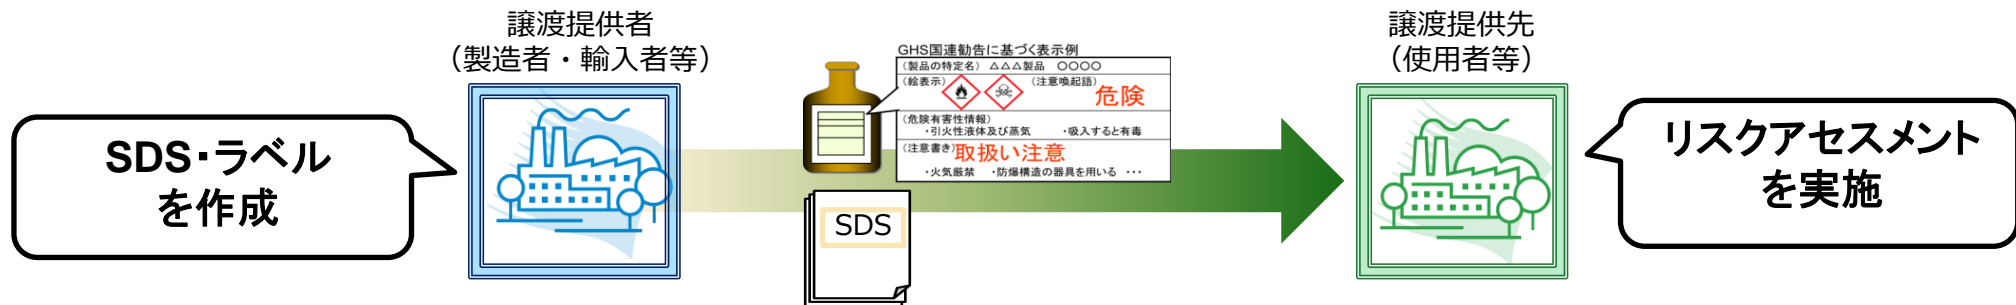 譲渡提供者
（製造者・輸入者等）
SDS・ラベル
を作成
GHS国連勧告に基づく表示例
（製品の特定名） △△△製品 ○○○○
（絵表示） （注意喚起語）
危険
（危険有害性情報）
・引火性液体及び蒸気 ・吸入すると有毒
（注意書き）取扱い注意
・火気厳禁 ・防爆構造の器具を用いる ・・・
SDS
譲渡提供先
（使用者等）
リスクアセスメント
を実施